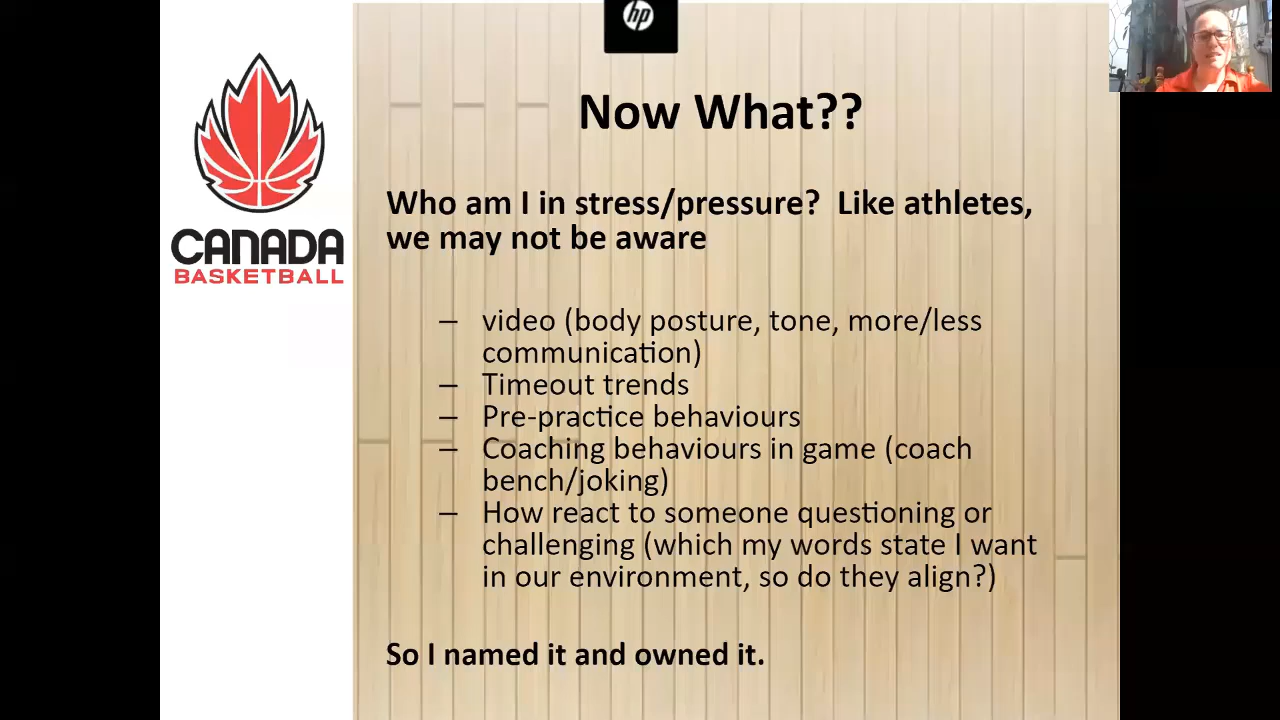 hp
Now What??
CANADA
BASKETBALL
Who am I in stress/pressure?  Like athletes,
we may not be aware
– video (body posture, tone, more/less
communication)
– Timeout trends
– Pre-practice behaviours
– Coaching behaviours in game (coach
bench/joking)
– How react to someone questioning or
challenging (which my words state I want
in our environment, so do they align?)
So I named it and owned it.